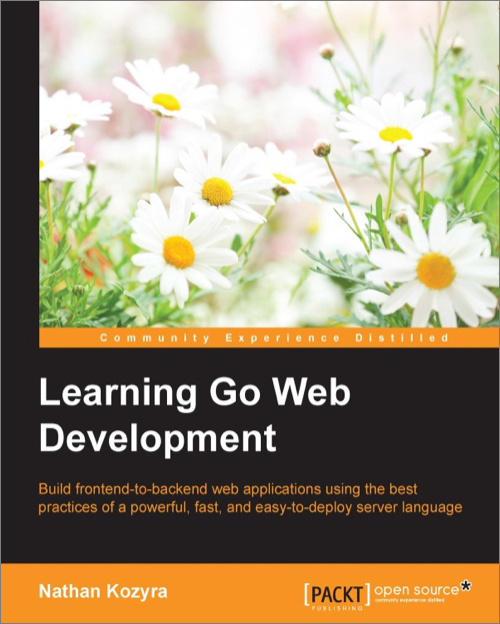 Community Experience Distilled
Learning Go Web
Development
Build frontend-to-backend web applications using the best
practices of a powerful, fast, and easy-to-deploy server language
Nathan Kozyra
[PACKT] open source*
PUBLISHING community experience distilled